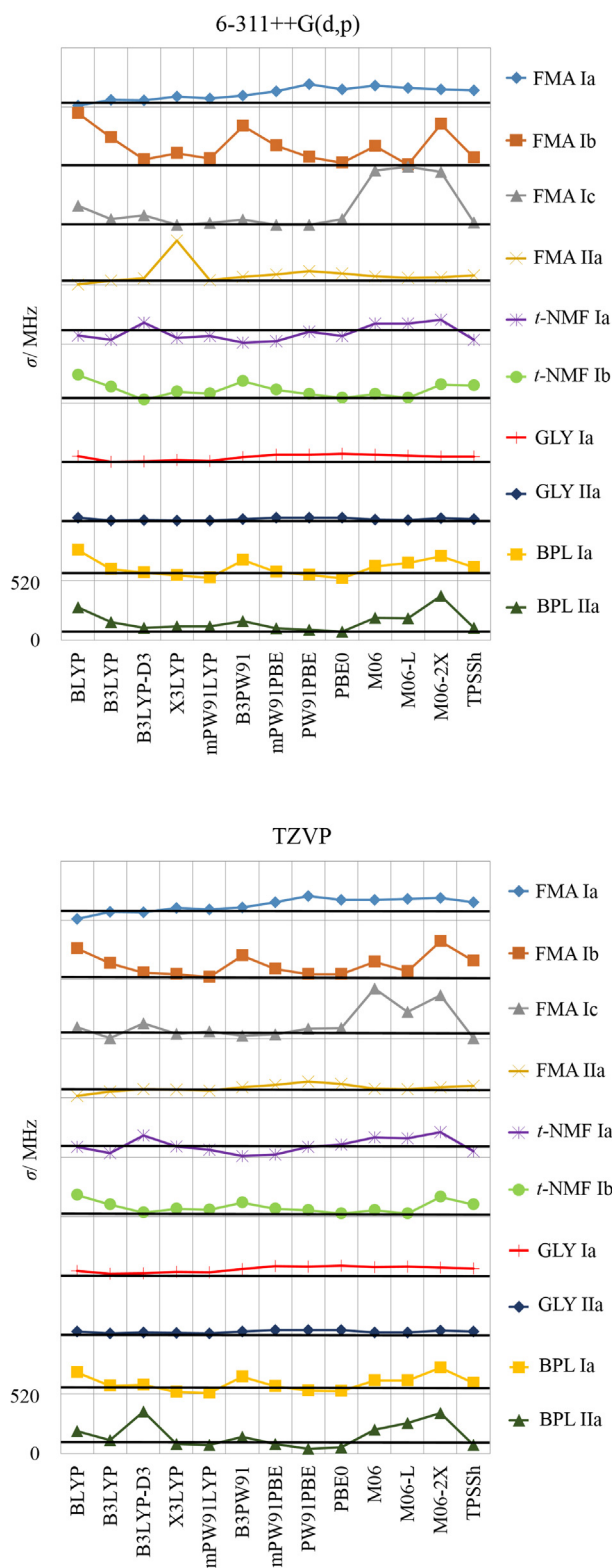 6-311++G(d,p)
FMA Ia
FMA Ib
FMA Ic
FMA IIa
t-NMF Ia
t-NMF Ib
GLY Ia
GLY IIa
BPL Ia
BPL IIa
σ/ MHz
520
0
BLYP
B3LYP
B3LYP-D3
X3LYP
mPW91LYP
B3PW91
mPW91PBE
PW91PBE
PBE0
M06
M06-L
M06-2X
TPSSh
TZVP
FMA Ia
FMA Ib
FMA Ic
FMA IIa
t-NMF Ia
t-NMF Ib
GLY Ia
GLY IIa
BPL Ia
BPL IIa
σ/ MHz
520
0
BLYP
B3LYP
B3LYP-D3
X3LYP
mPW91LYP
B3PW91
mPW91PBE
PW91PBE
PBE0
M06
M06-L
M06-2X
TPSSh